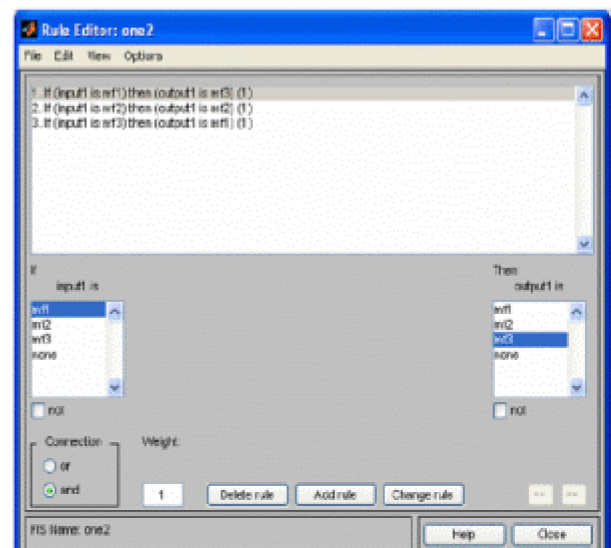 Rule Editor: one2
File Edit View Options
1. If (input1 is mf1) then (output1 is mf3) (1)
2. If (input1 is mf2) then (output1 is mf2) (1)
3. If (input1 is mf3) then (output1 is mf1) (1)
If
input1 is
mf1
mf2
mf3
none
not
Then
output1 is
mf1
mf2
mf3
none
not
Connection
or
and
Weight:
1
Delete rule
Add rule
Change rule
<<
>>
FIS Name: one2
Help
Close